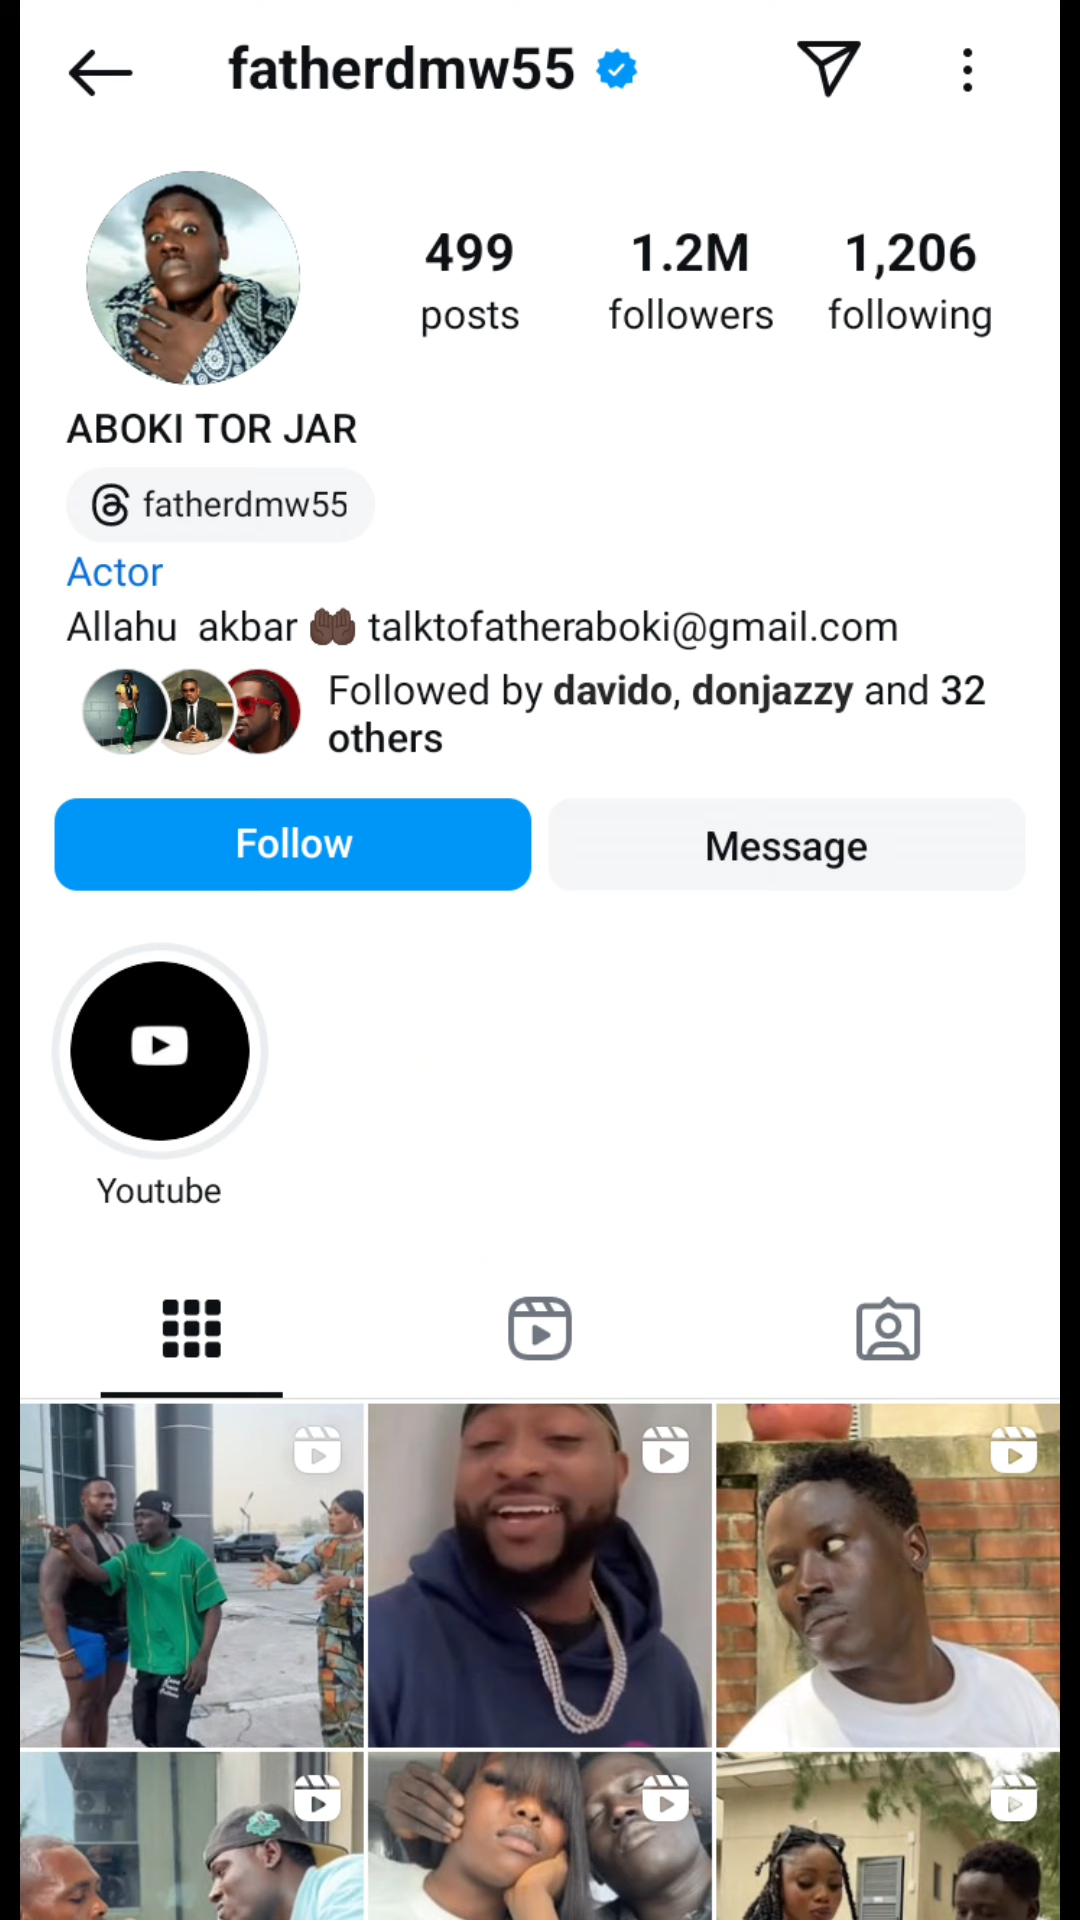 fatherdmw55
499
posts
1.2M
followers
1,206
following
ABOKI TOR JAR
fatherdmw55
Actor
Allahu akbar 🤲🏿 talktofatheraboki@gmail.com
Followed by davido, donjazzy and 32
others
Follow
Message
Youtube